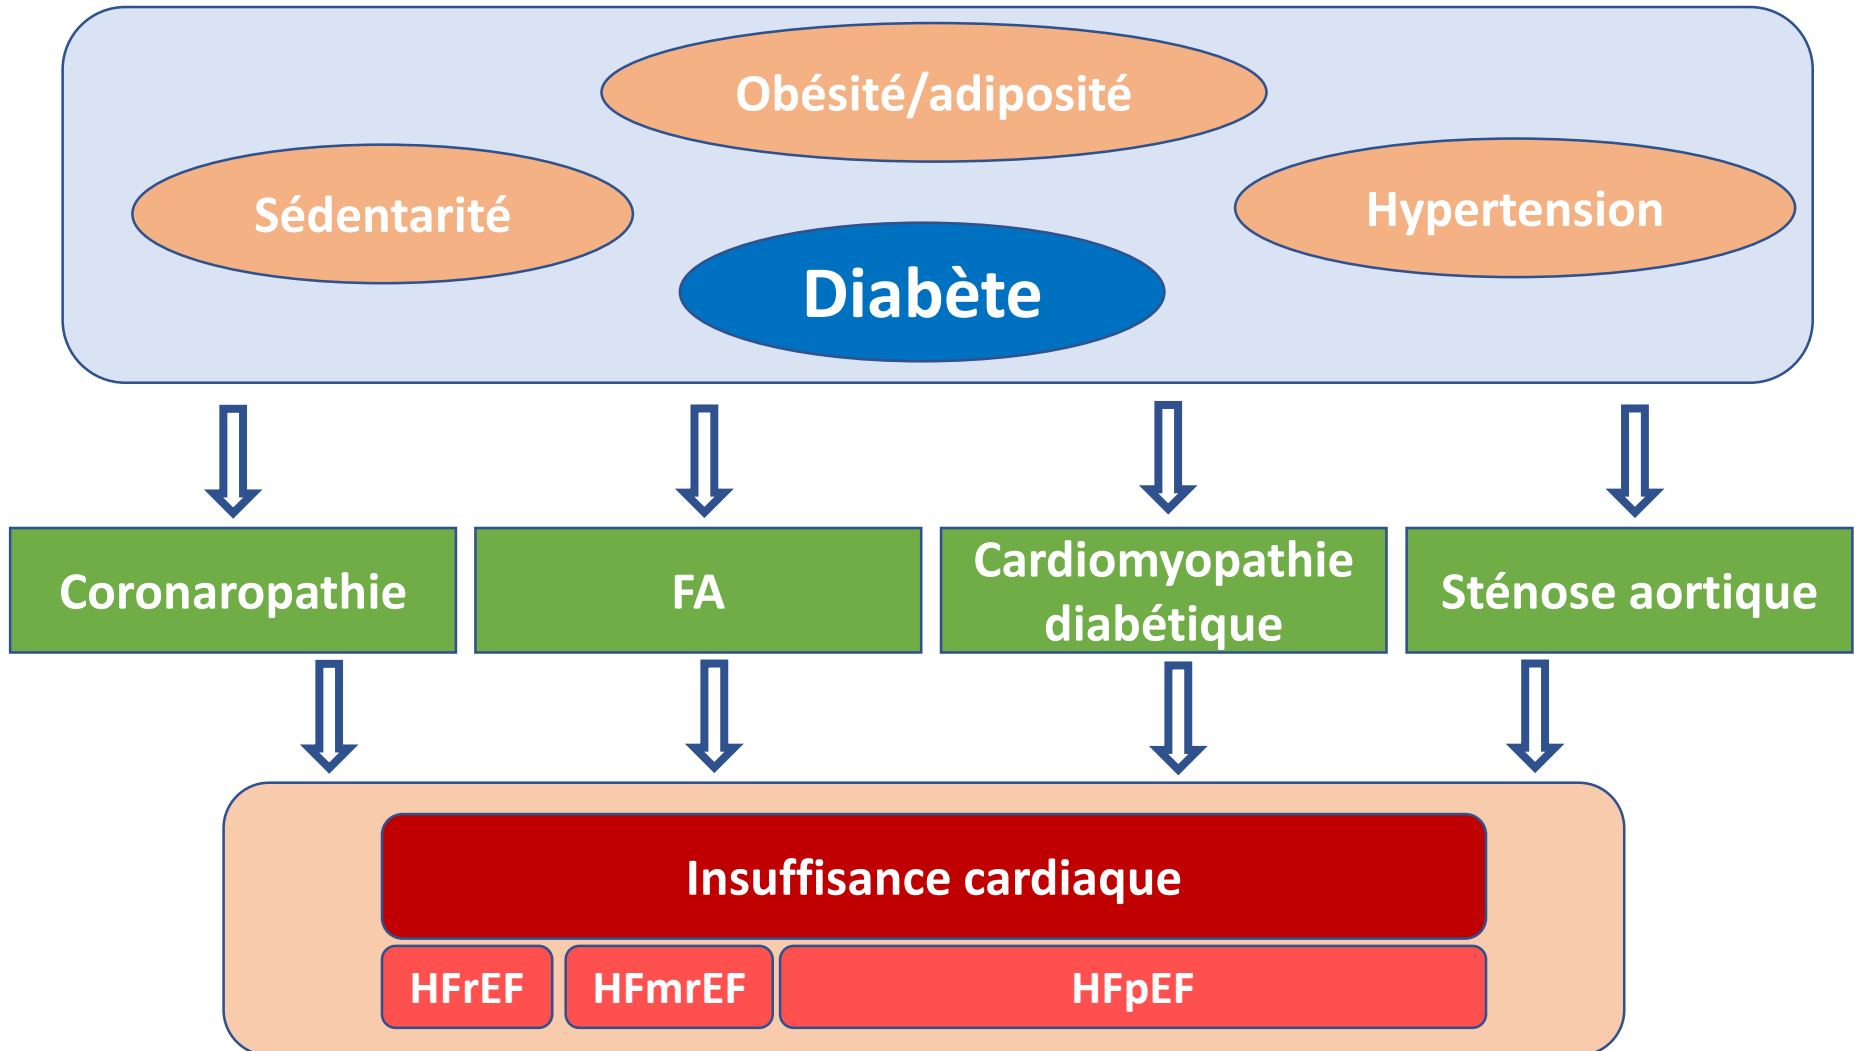 Obésité/adiposité
Sédentarité
Hypertension
Diabète
Coronaropathie
FA
Cardiomyopathie
diabétique
Sténose aortique
Insuffisance cardiaque
HFrEF
HFmrEF
HFpEF